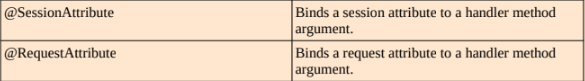 @SessionAttribute
Binds a session attribute to a handler method
argument.
@RequestAttribute
Binds a request attribute to a handler method
argument.